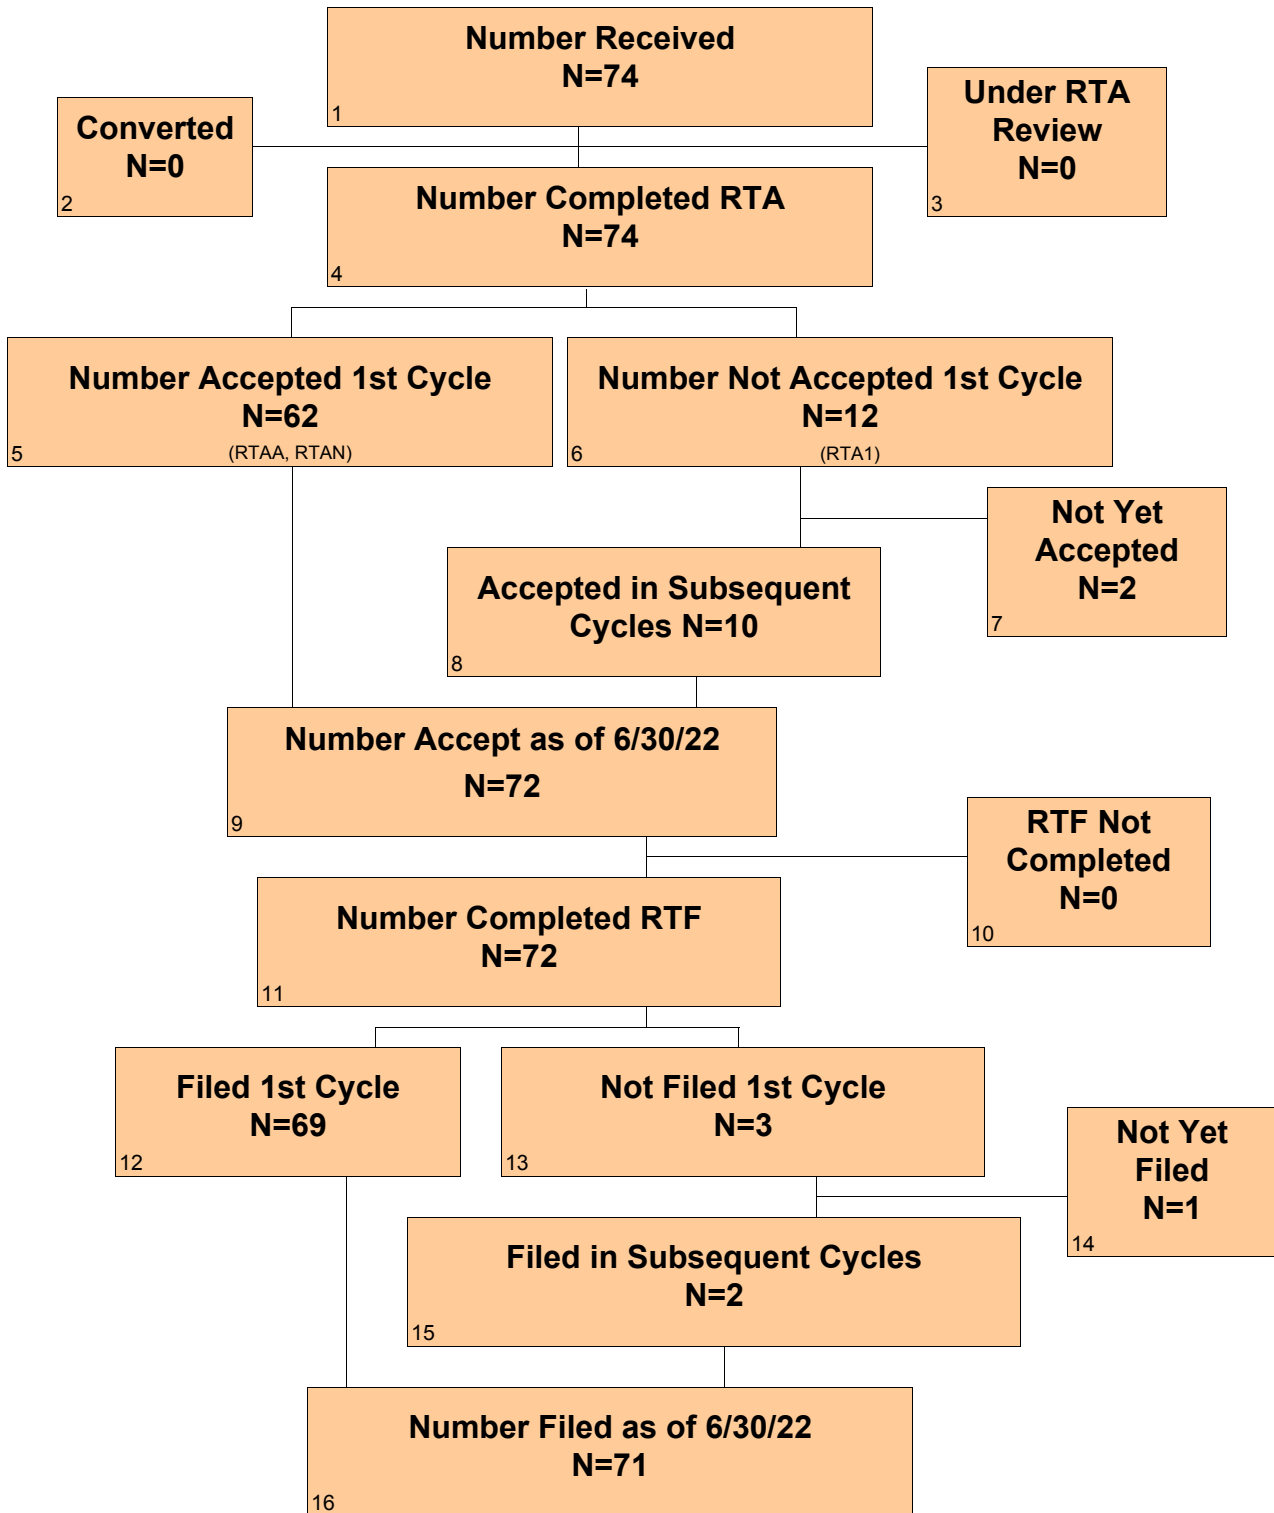 Number Received
N=74
1
Converted
N=0
2
Under RTA
Review
N=0
3
Number Completed RTA
N=74
4
Number Accepted 1st Cycle
N=62
(RTAA, RTAN)
5
Number Not Accepted 1st Cycle
N=12
(RTA1)
6
Not Yet
Accepted
N=2
7
Accepted in Subsequent
Cycles N=10
8
Number Accept as of 6/30/22
N=72
9
RTF Not
Completed
N=0
10
Number Completed RTF
N=72
11
Filed 1st Cycle
N=69
12
Not Filed 1st Cycle
N=3
13
Not Yet
Filed
N=1
14
Filed in Subsequent Cycles
N=2
15
Number Filed as of 6/30/22
N=71
16